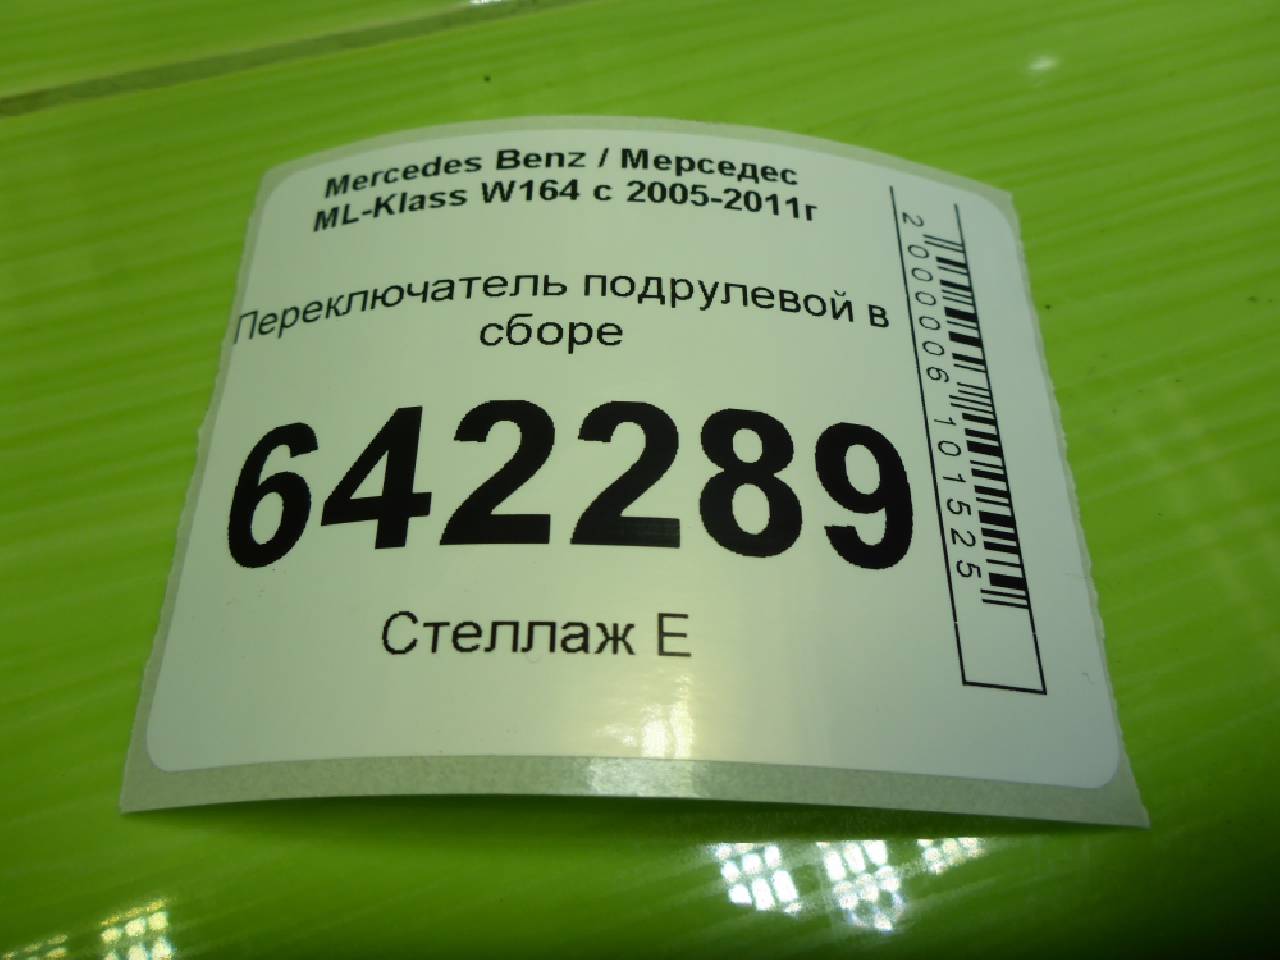 Mercedes Benz / Мерседес
ML-Klass W164 с 2005-2011г
Переключатель подрулевой в
сборе
642289
Стеллаж Е
2000006101525